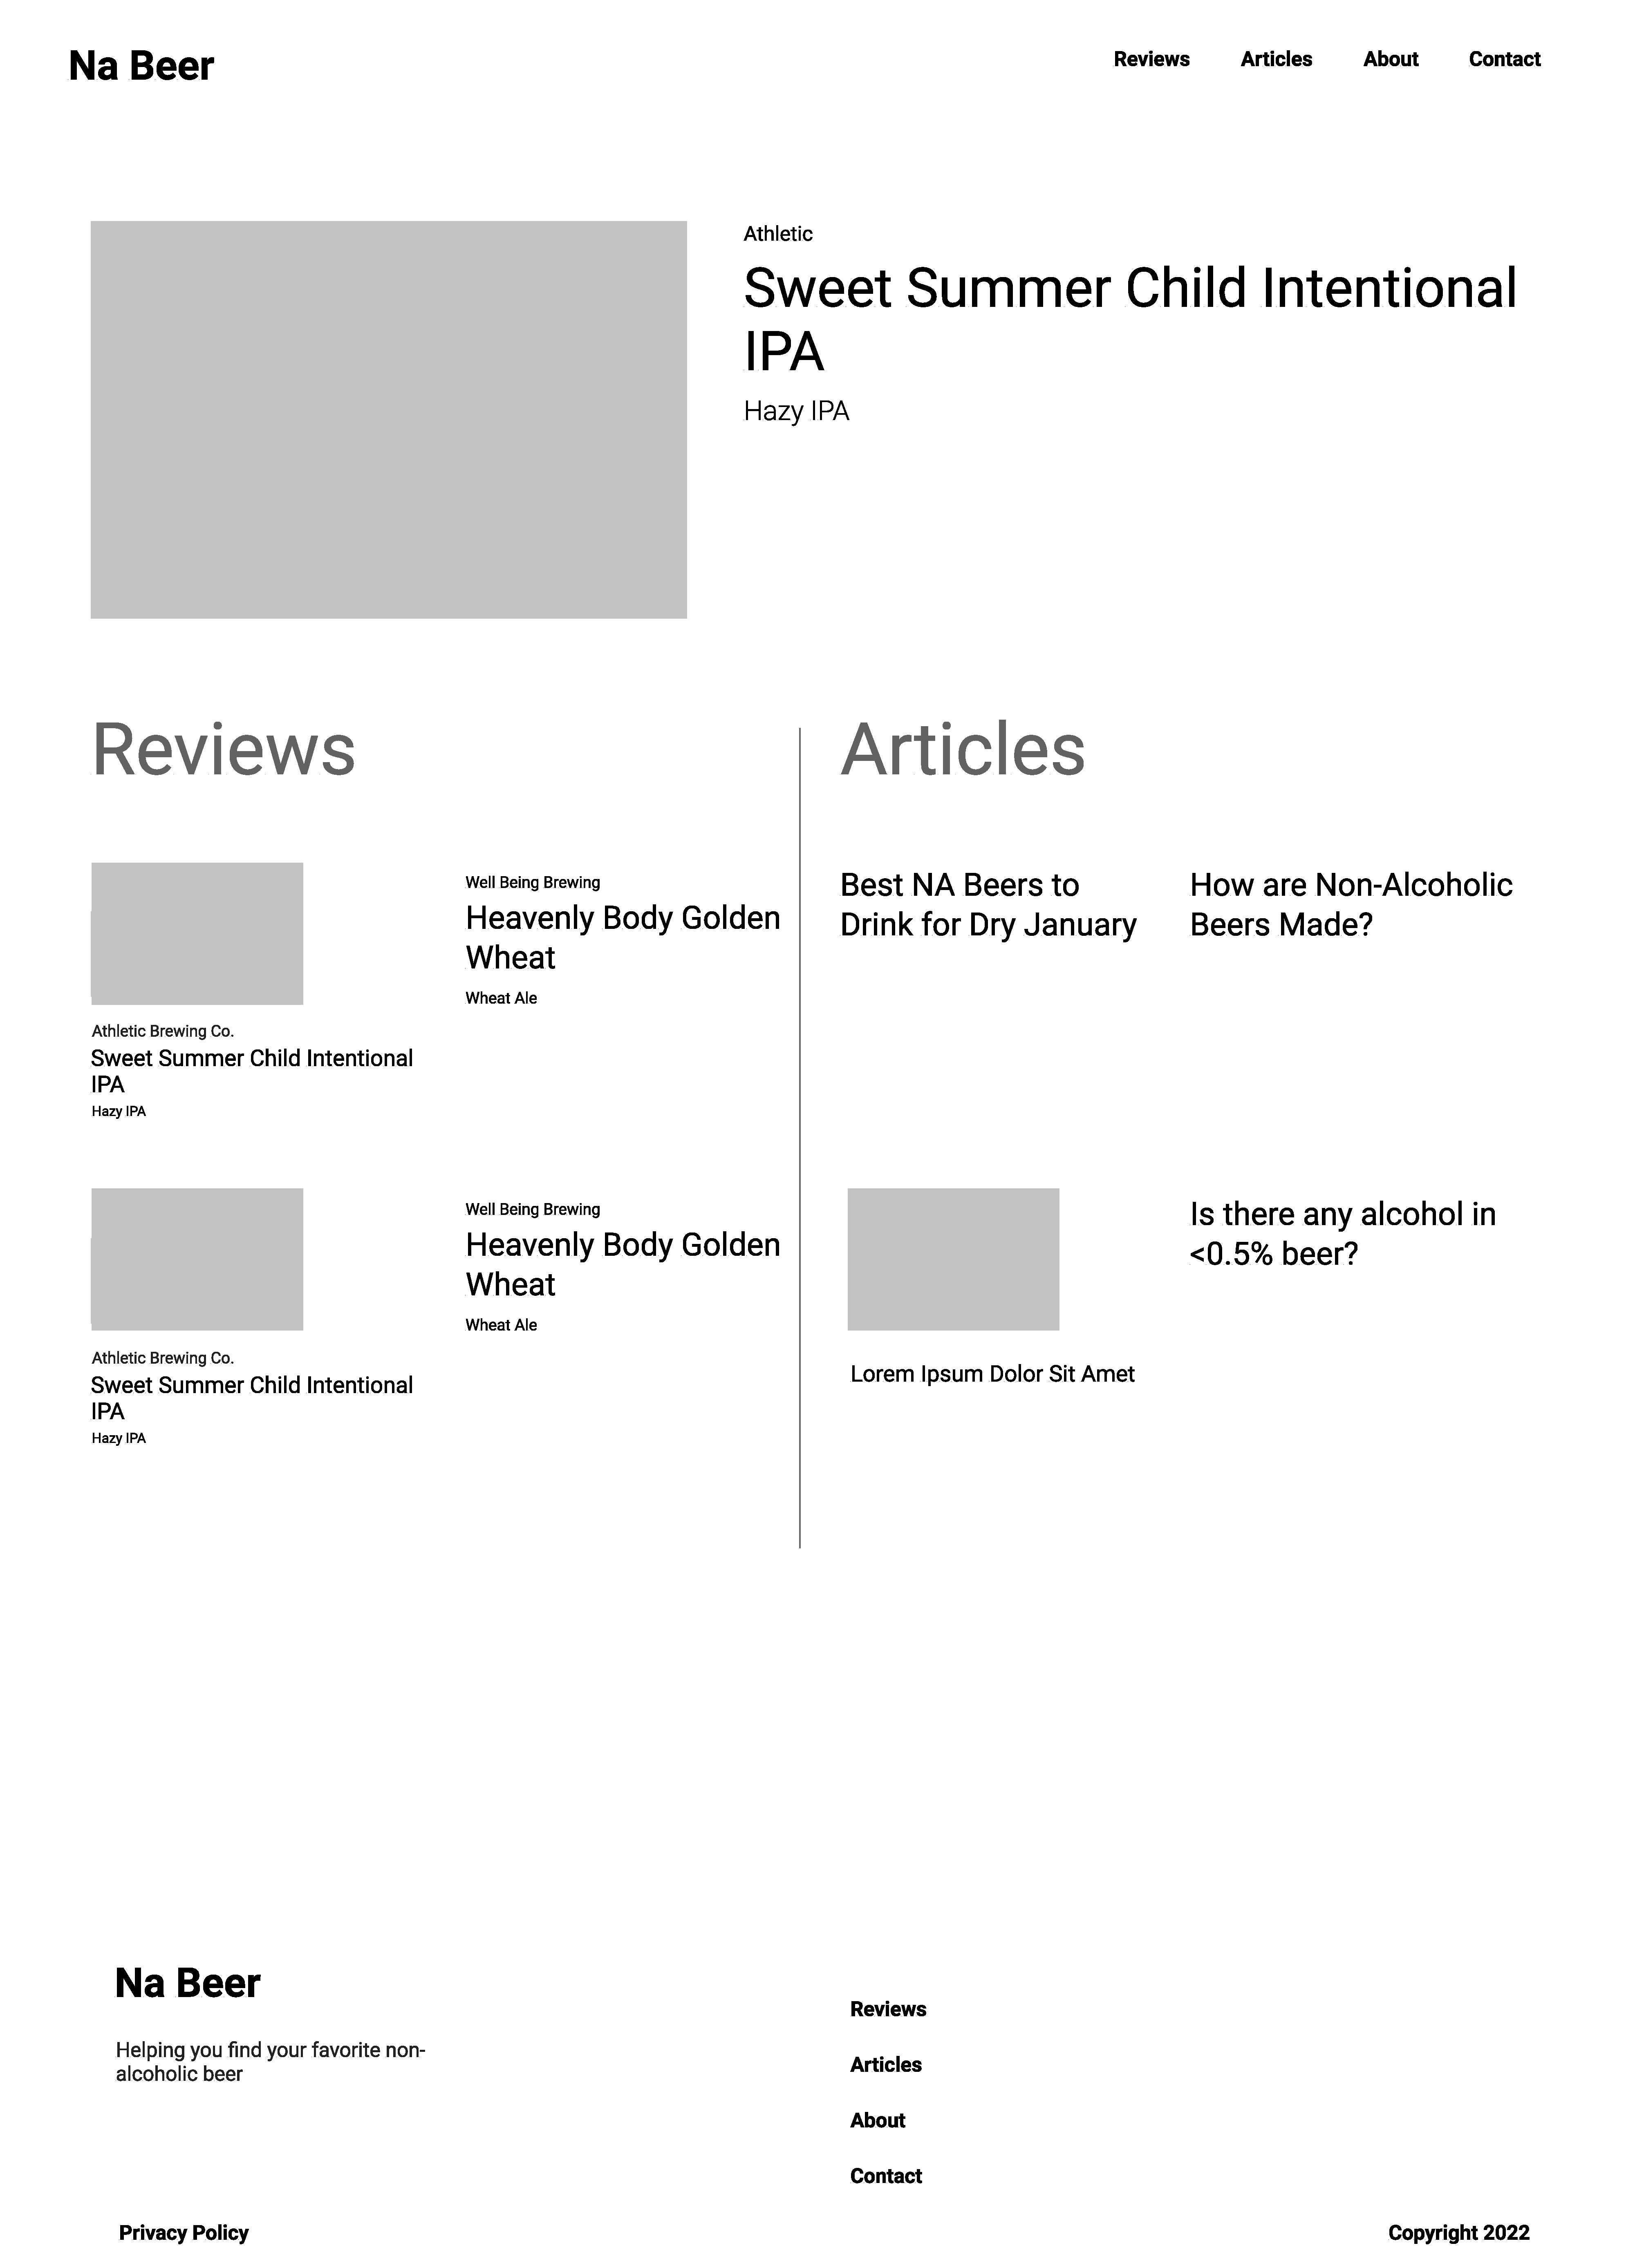 Na Beer
Reviews
Articles
About
Contact
Athletic
Sweet Summer Child Intentional
IPA
Hazy IPA
Reviews
Athletic Brewing Co.
Sweet Summer Child Intentional
IPA
Hazy IPA
Well Being Brewing
Heavenly Body Golden
Wheat
Wheat Ale
Athletic Brewing Co.
Sweet Summer Child Intentional
IPA
Hazy IPA
Well Being Brewing
Heavenly Body Golden
Wheat
Wheat Ale
Articles
Best NA Beers to
Drink for Dry January
How are Non-Alcoholic
Beers Made?
Lorem Ipsum Dolor Sit Amet
Is there any alcohol in
<0.5% beer?
Na Beer
Helping you find your favorite non-
alcoholic beer
Reviews
Articles
About
Contact
Privacy Policy
Copyright 2022